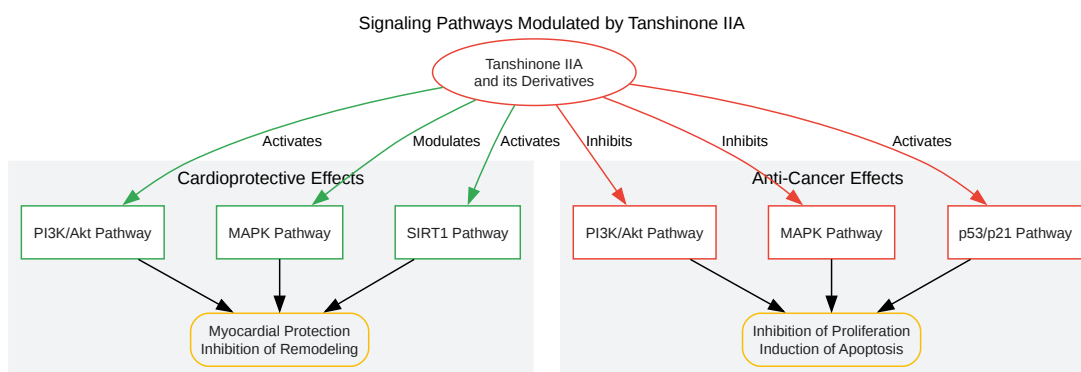 Signaling Pathways Modulated by Tanshinone IIA
Tanshinone IIA
and its Derivatives
Activates
Modulates
Activates
Inhibits
Inhibits
Activates
Cardioprotective Effects
Anti-Cancer Effects
PI3K/Akt Pathway
MAPK Pathway
SIRT1 Pathway
PI3K/Akt Pathway
MAPK Pathway
p53/p21 Pathway
Myocardial Protection
Inhibition of Remodeling
Inhibition of Proliferation
Induction of Apoptosis